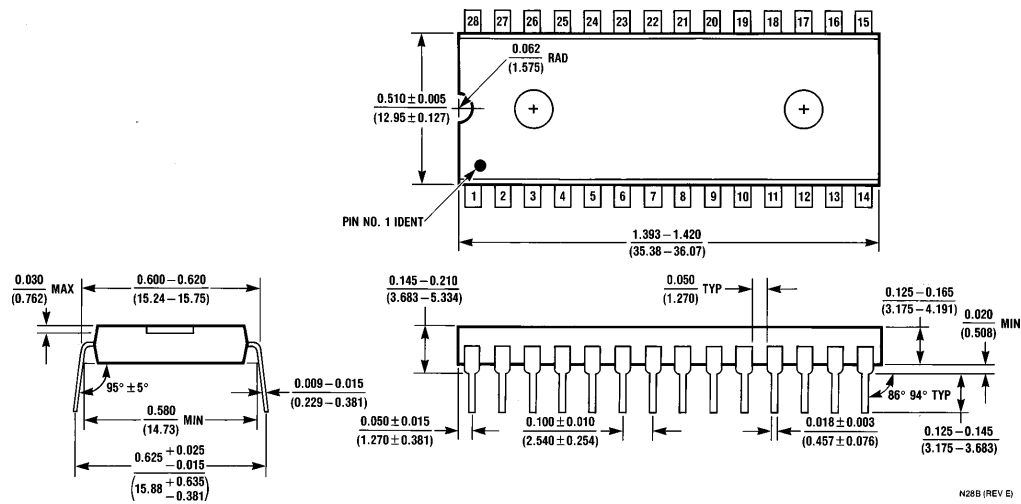 28 27 26 25 24 23 22 21 20 19 18 17 16 15
0.062
(1.575)
RAD
0.510 ± 0.005
(12.95 ± 0.127)
PIN NO. 1 IDENT
1 2 3 4 5 6 7 8 9 10 11 12 13 14
1.393 – 1.420
(35.38 – 36.07)
0.030
(0.762)
MAX
0.600 – 0.620
(15.24 – 15.75)
95° ±5°
0.580
(14.73)
MIN
0.009 – 0.015
(0.229 – 0.381)
0.625 +0.025
−0.015
(15.88 +0.635
−0.381)
0.145 – 0.210
(3.683 – 5.334)
0.050
(1.270)
TYP
0.125 – 0.165
(3.175 – 4.191)
0.020
(0.508)
MIN
86° 94° TYP
0.050 ± 0.015
(1.270 ± 0.381)
0.100 ± 0.010
(2.540 ± 0.254)
0.018 ± 0.003
(0.457 ± 0.076)
0.125 – 0.145
(3.175 – 3.683)
N28B (REV E)